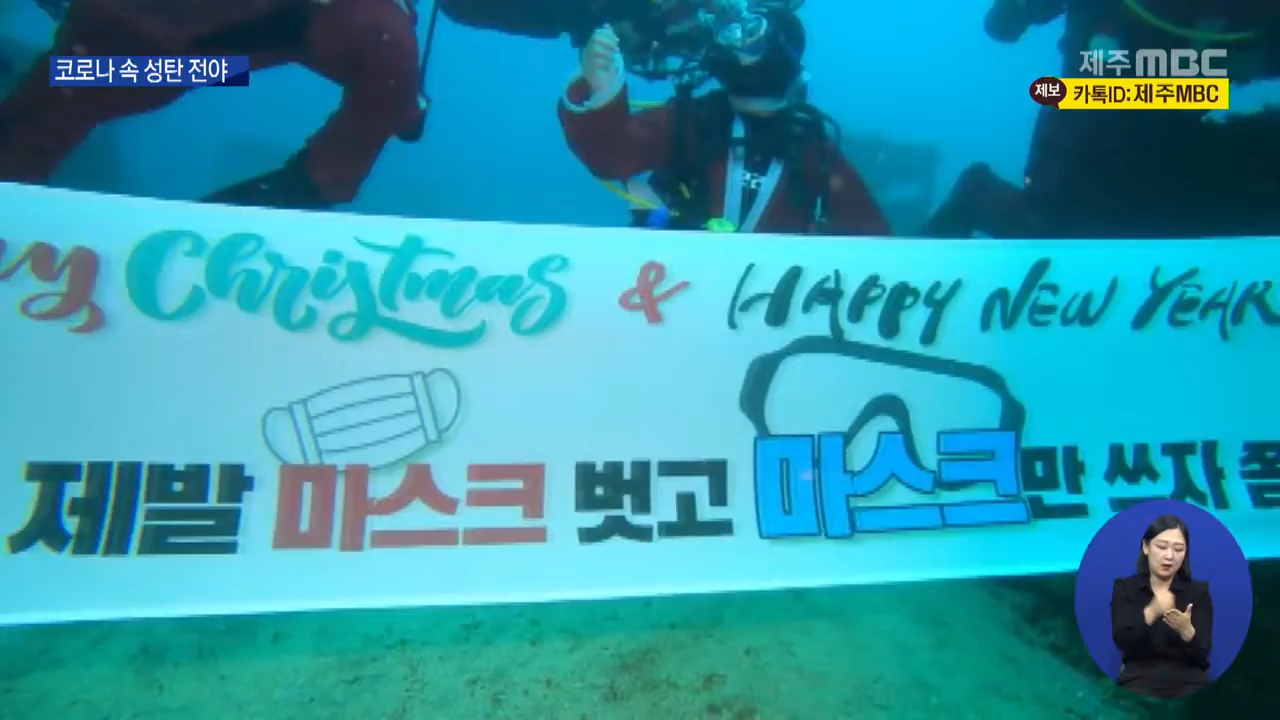 코로나 속 성탄 전야
제주MBC
제보 카톡ID:제주MBC
Christmas & HAPPY NEW YEAR
제발 마스크 벗고 마스크만 쓰자 쫌